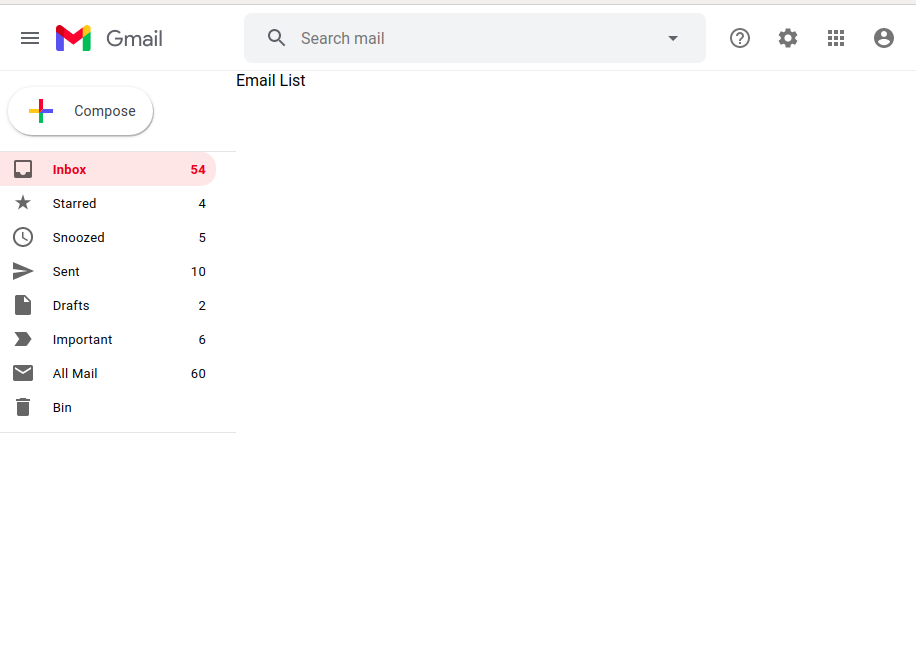 Gmail
Search mail
Email List
Compose
Inbox 54
Starred 4
Snoozed 5
Sent 10
Drafts 2
Important 6
All Mail 60
Bin